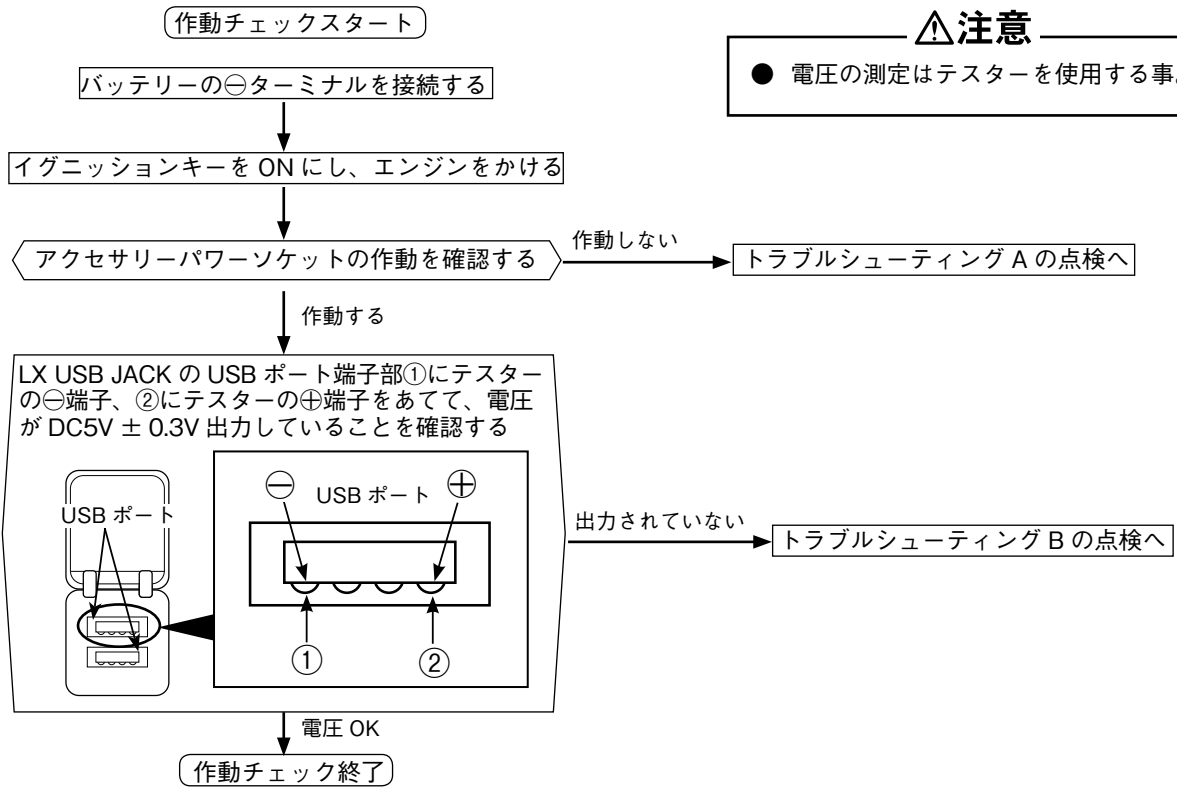 作動チェックスタート
⚠注意
● 電圧の測定はテスターを使用する事。
バッテリーの⊖ターミナルを接続する
イグニッションキーを ON にし、エンジンをかける
アクセサリーパワーソケットの作動を確認する
作動しない
トラブルシューティング A の点検へ
作動する
LX USB JACK の USB ポート端子部①にテスター
の⊖端子、②にテスターの⊕端子をあてて、電圧
が DC5V ± 0.3V 出力していることを確認する
USB ポート
⊖ USB ポート ⊕
① ②
出力されていない
トラブルシューティング B の点検へ
電圧 OK
作動チェック終了